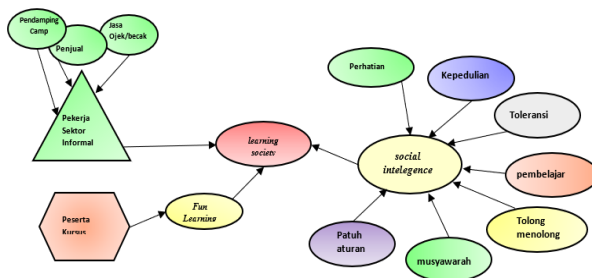 Pendamping
Camp
Penjual
Jasa
Ojek/becak
Pekerja
Sektor
Informal
Peserta
Kursus
Fun
Learning
learning
society
Perhatian
Kepedulian
Toleransi
social
intelegence
pembelajar
Tolong
menolong
musyawarah
Patuh
aturan